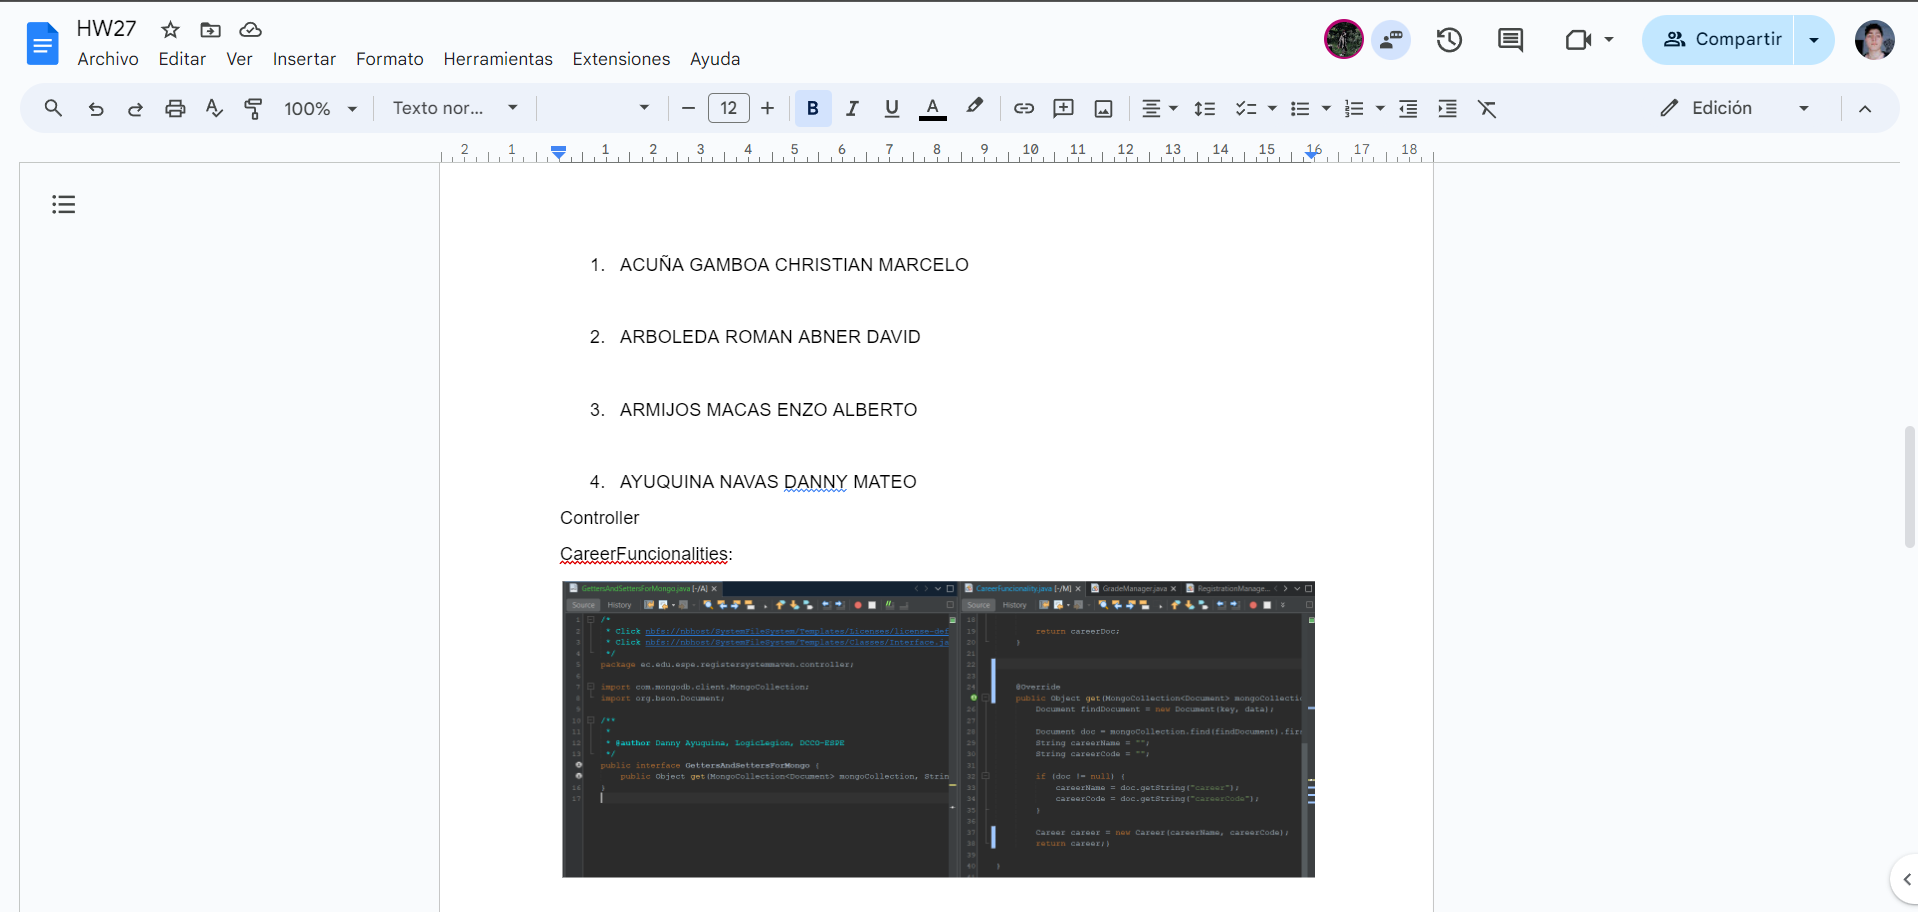 HW27
Archivo Editar Ver Insertar Formato Herramientas Extensiones Ayuda
Compartir
100% Texto nor... 12 B I U A Edición
2 1 1 2 3 4 5 6 7 8 9 10 11 12 13 14 15 16 17 18
1. ACUÑA GAMBOA CHRISTIAN MARCELO
2. ARBOLEDA ROMAN ABNER DAVID
3. ARMIJOS MACAS ENZO ALBERTO
4. AYUQUINA NAVAS DANNY MATEO
Controller
CareerFuncionalities:
GettersAndSettersForMongo.java [-/A]
Source History
/*
* Click nbfs://nbhost/SystemFileSystem/Templates/Licenses/license-def
* Click nbfs://nbhost/SystemFileSystem/Templates/Classes/Interface.ja
*/
package ec.edu.espe.registersystemmaven.controller;
import com.mongodb.client.MongoCollection;
import org.bson.Document;
/**
*
* @author Danny Ayuquina, LogicLegion, DCCO-ESPE
*/
public interface GettersAndSettersForMongo {
public Object get(MongoCollection<Document> mongoCollection, Strin
}
CareerFuncionality.java [-/M] GradeManager.java RegistrationManage...
Source History
return careerDoc;
}
@Override
public Object get(MongoCollection<Document> mongoCollectio
Document findDocument = new Document(key, data);
Document doc = mongoCollection.find(findDocument).fir
String careerName = "";
String careerCode = "";
if (doc != null) {
careerName = doc.getString("career");
careerCode = doc.getString("careerCode");
}
Career career = new Career(careerName, careerCode);
return career;}
}